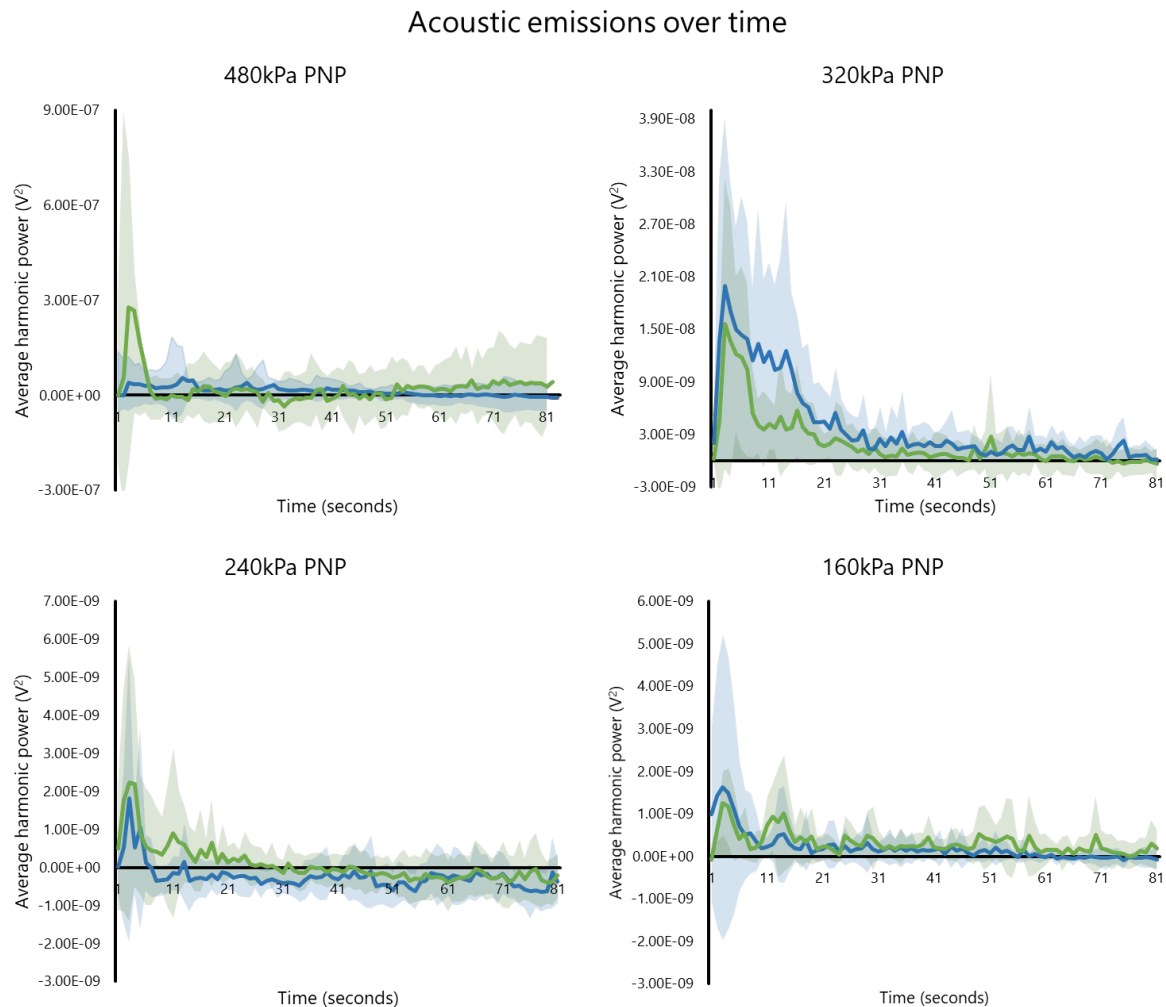 Acoustic emissions over time
480kPa PNP
9.00E-07
6.00E-07
3.00E-07
0.00E+00
-3.00E-07
Average harmonic power (V²)
1 11 21 31 41 51 61 71 81
Time (seconds)
320kPa PNP
3.90E-08
3.30E-08
2.70E-08
2.10E-08
1.50E-08
9.00E-09
3.00E-09
-3.00E-09
Average harmonic power (V²)
1 11 21 31 41 51 61 71 81
Time (seconds)
240kPa PNP
7.00E-09
6.00E-09
5.00E-09
4.00E-09
3.00E-09
2.00E-09
1.00E-09
0.00E+00
-1.00E-09
-2.00E-09
-3.00E-09
Average harmonic power (V²)
1 11 21 31 41 51 61 71 81
Time (seconds)
160kPa PNP
6.00E-09
5.00E-09
4.00E-09
3.00E-09
2.00E-09
1.00E-09
0.00E+00
-1.00E-09
-2.00E-09
-3.00E-09
Average harmonic power (V²)
1 11 21 31 41 51 61 71 81
Time (seconds)